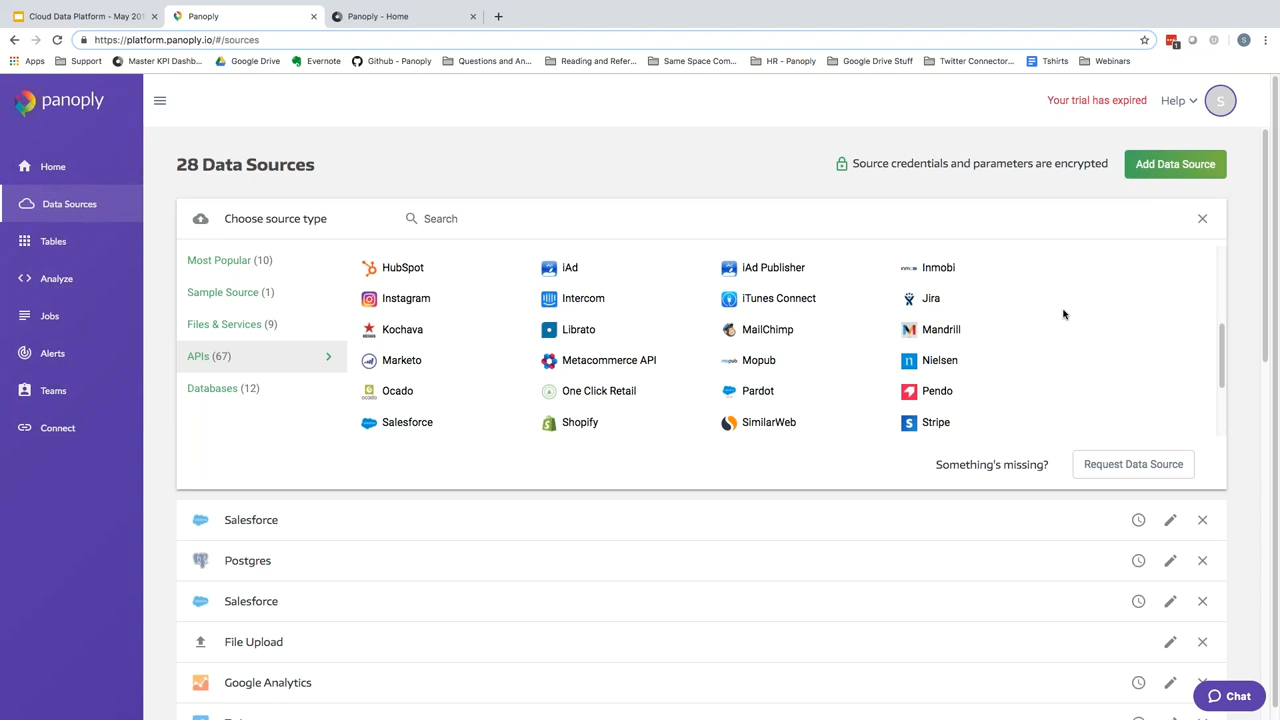 Cloud Data Platform - May 201
Panoply
Panoply - Home
https://platform.panoply.io/#/sources
1
S
Apps
Support
Master KPI Dashb...
Google Drive
Evernote
Github - Panoply
Questions and An...
Reading and Refer...
Same Space Com...
HR - Panoply
Google Drive Stuff
Twitter Connector...
Tshirts
Webinars
panoply
Your trial has expired
Help
S
Home
Data Sources
Tables
Analyze
Jobs
Alerts
Teams
Connect
28 Data Sources
Source credentials and parameters are encrypted
Add Data Source
Choose source type
Search
Most Popular (10)
Sample Source (1)
Files & Services (9)
APIs (67)
Databases (12)
HubSpot
iAd
iAd Publisher
Inmobi
Instagram
Intercom
iTunes Connect
Jira
Kochava
Librato
MailChimp
Mandrill
Marketo
Metacommerce API
Mopub
Nielsen
Ocado
One Click Retail
Pardot
Pendo
Salesforce
Shopify
SimilarWeb
Stripe
Something's missing?
Request Data Source
Salesforce
Postgres
Salesforce
File Upload
Google Analytics
Chat